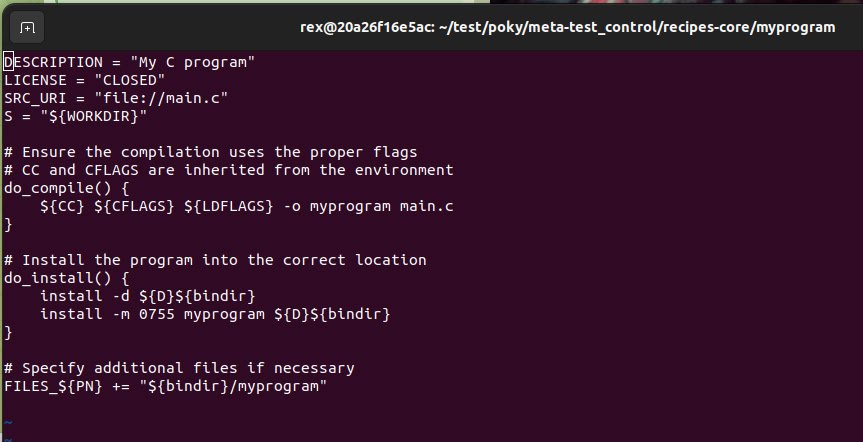 rex@20a26f16e5ac: ~/test/poky/meta-test_control/recipes-core/myprogram
DESCRIPTION = "My C program"
LICENSE = "CLOSED"
SRC_URI = "file://main.c"
S = "${WORKDIR}"

# Ensure the compilation uses the proper flags
# CC and CFLAGS are inherited from the environment
do_compile() {
    ${CC} ${CFLAGS} ${LDFLAGS} -o myprogram main.c
}

# Install the program into the correct location
do_install() {
    install -d ${D}${bindir}
    install -m 0755 myprogram ${D}${bindir}
}

# Specify additional files if necessary
FILES_${PN} += "${bindir}/myprogram"

~
~